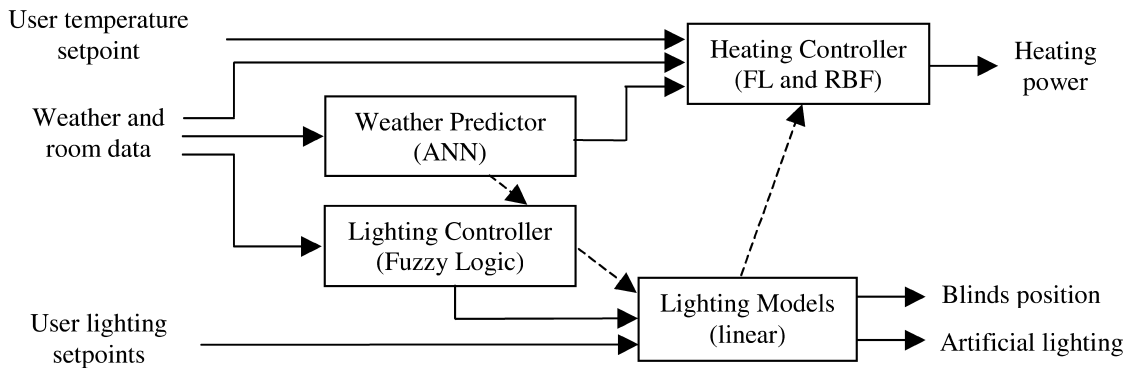 User temperature
setpoint
Heating Controller
(FL and RBF)
Heating
power
Weather and
room data
Weather Predictor
(ANN)
Lighting Controller
(Fuzzy Logic)
Lighting Models
(linear)
Blinds position
Artificial lighting
User lighting
setpoints